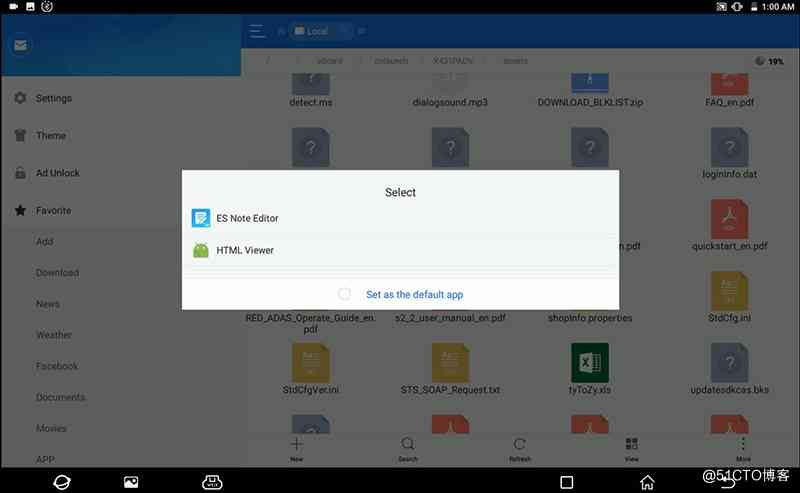 1:00 AM
Local
/ / sdcard / cnlaunch / X431PADV / assets
19%
Settings
Theme
Ad Unlock
Favorite
Add
Download
News
Weather
Facebook
Documents
Movies
APP
detect.ms
dialogsound.mp3
DOWNLOAD_BLKLIST.zip
FAQ_en.pdf
loginInfo.dat
n.pdf
quickstart_en.pdf
Select
ES Note Editor
HTML Viewer
Set as the default app
RED_ADAS_Operate_Guide_en.
pdf
s2_2_user_manual_en.pdf
shopInfo.properties
StdCfg.ini
StdCfgVer.ini
STS_SOAP_Request.txt
tyToZy.xls
updatesdkcas.bks
New
Search
Refresh
View
More
@51CTO博客